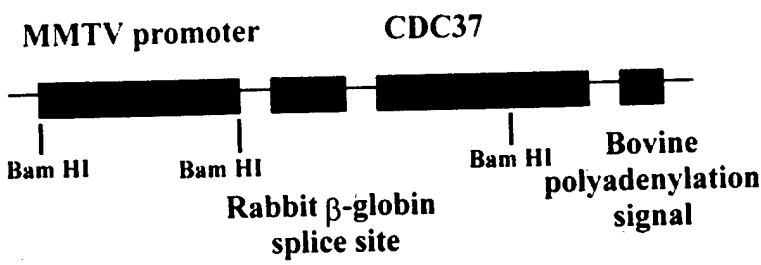 MMTV promoter
CDC37
Bam HI
Bam HI
Bam HI
Rabbit β-globin
splice site
Bovine
polyadenylation
signal